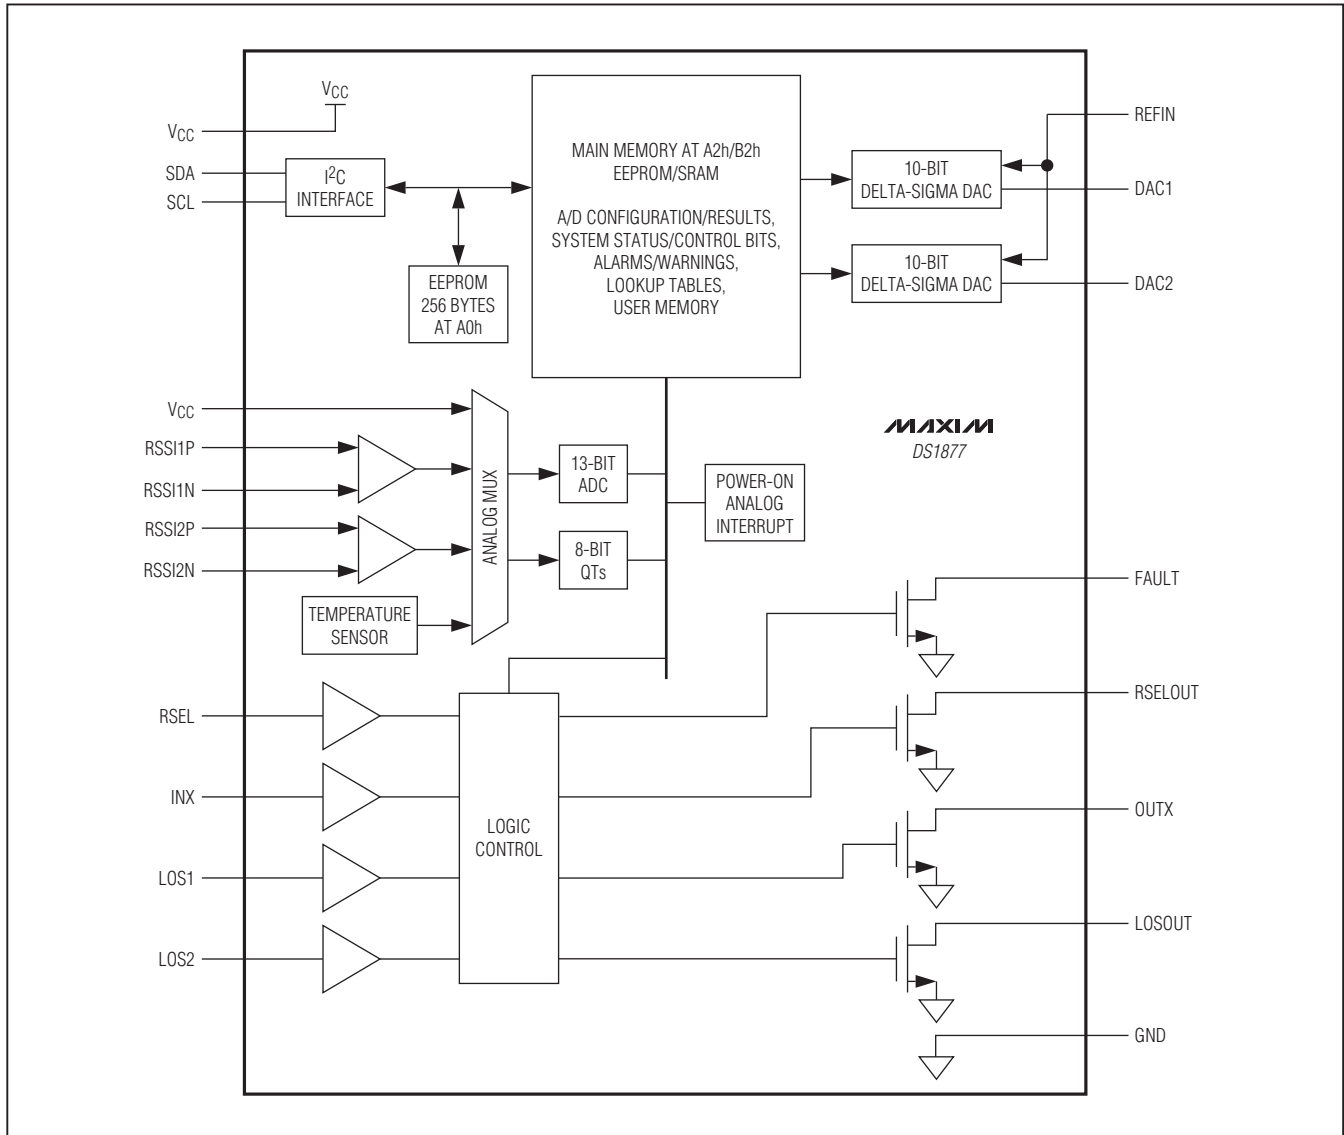 VCC
VCC
SDA
SCL
I2C
INTERFACE
EEPROM
256 BYTES
AT A0h
MAIN MEMORY AT A2h/B2h
EEPROM/SRAM
A/D CONFIGURATION/RESULTS,
SYSTEM STATUS/CONTROL BITS,
ALARMS/WARNINGS,
LOOKUP TABLES,
USER MEMORY
10-BIT
DELTA-SIGMA DAC
10-BIT
DELTA-SIGMA DAC
REFIN
DAC1
DAC2
VCC
RSSI1P
RSSI1N
RSSI2P
RSSI2N
TEMPERATURE
SENSOR
ANALOG MUX
13-BIT
ADC
8-BIT
QTs
POWER-ON
ANALOG
INTERRUPT
MAXIM
DS1877
RSEL
INX
LOS1
LOS2
LOGIC
CONTROL
FAULT
RSELOUT
OUTX
LOSOUT
GND